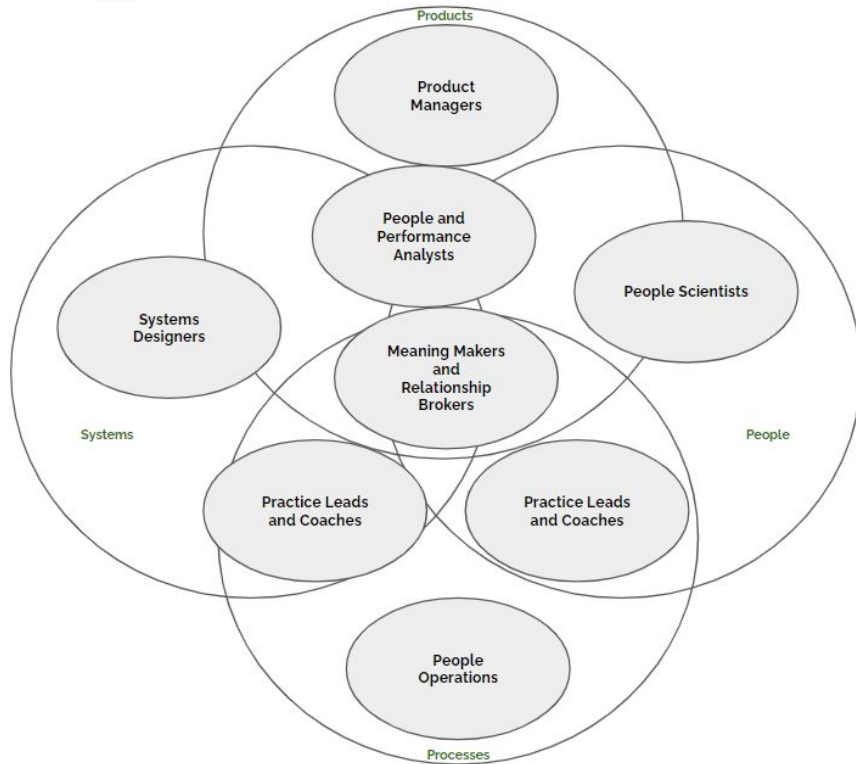 Products
Product
Managers
People and
Performance
Analysts
People Scientists
Systems
Designers
Meaning Makers
and
Relationship
Brokers
Systems
People
Practice Leads
and Coaches
Practice Leads
and Coaches
People
Operations
Processes